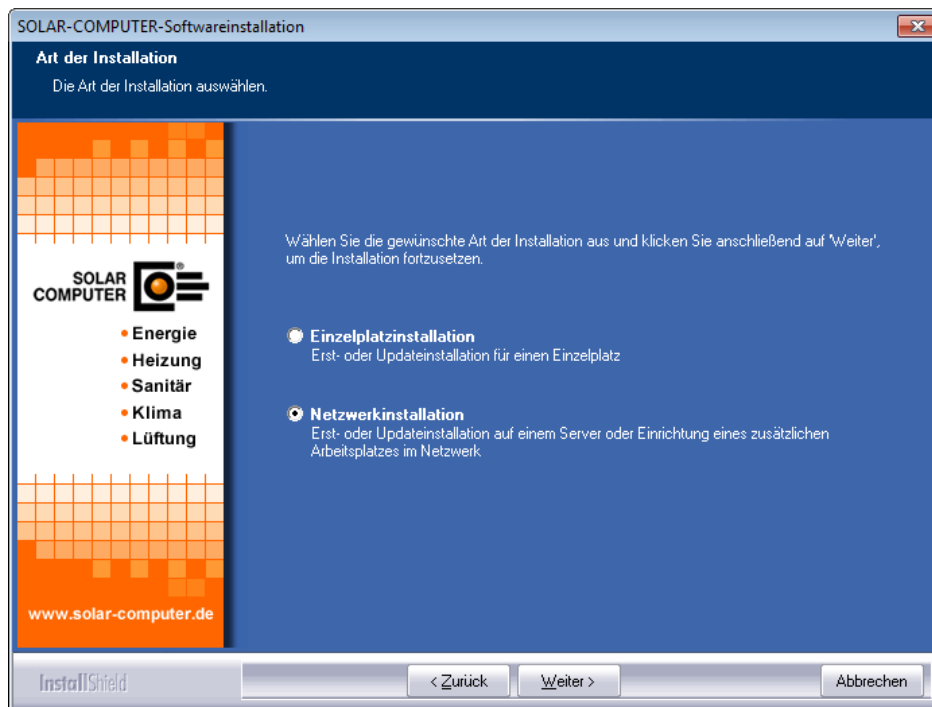 SOLAR-COMPUTER-Softwareinstallation
Art der Installation
Die Art der Installation auswählen.
Wählen Sie die gewünschte Art der Installation aus und klicken Sie anschließend auf 'Weiter',
um die Installation fortzusetzen.
SOLAR
COMPUTER
®
• Energie
• Heizung
• Sanitär
• Klima
• Lüftung
www.solar-computer.de
Einzelplatzinstallation
Erst- oder Updateinstallation für einen Einzelplatz
Netzwerkinstallation
Erst- oder Updateinstallation auf einem Server oder Einrichtung eines zusätzlichen
Arbeitsplatzes im Netzwerk
InstallShield
< Zurück
Weiter >
Abbrechen